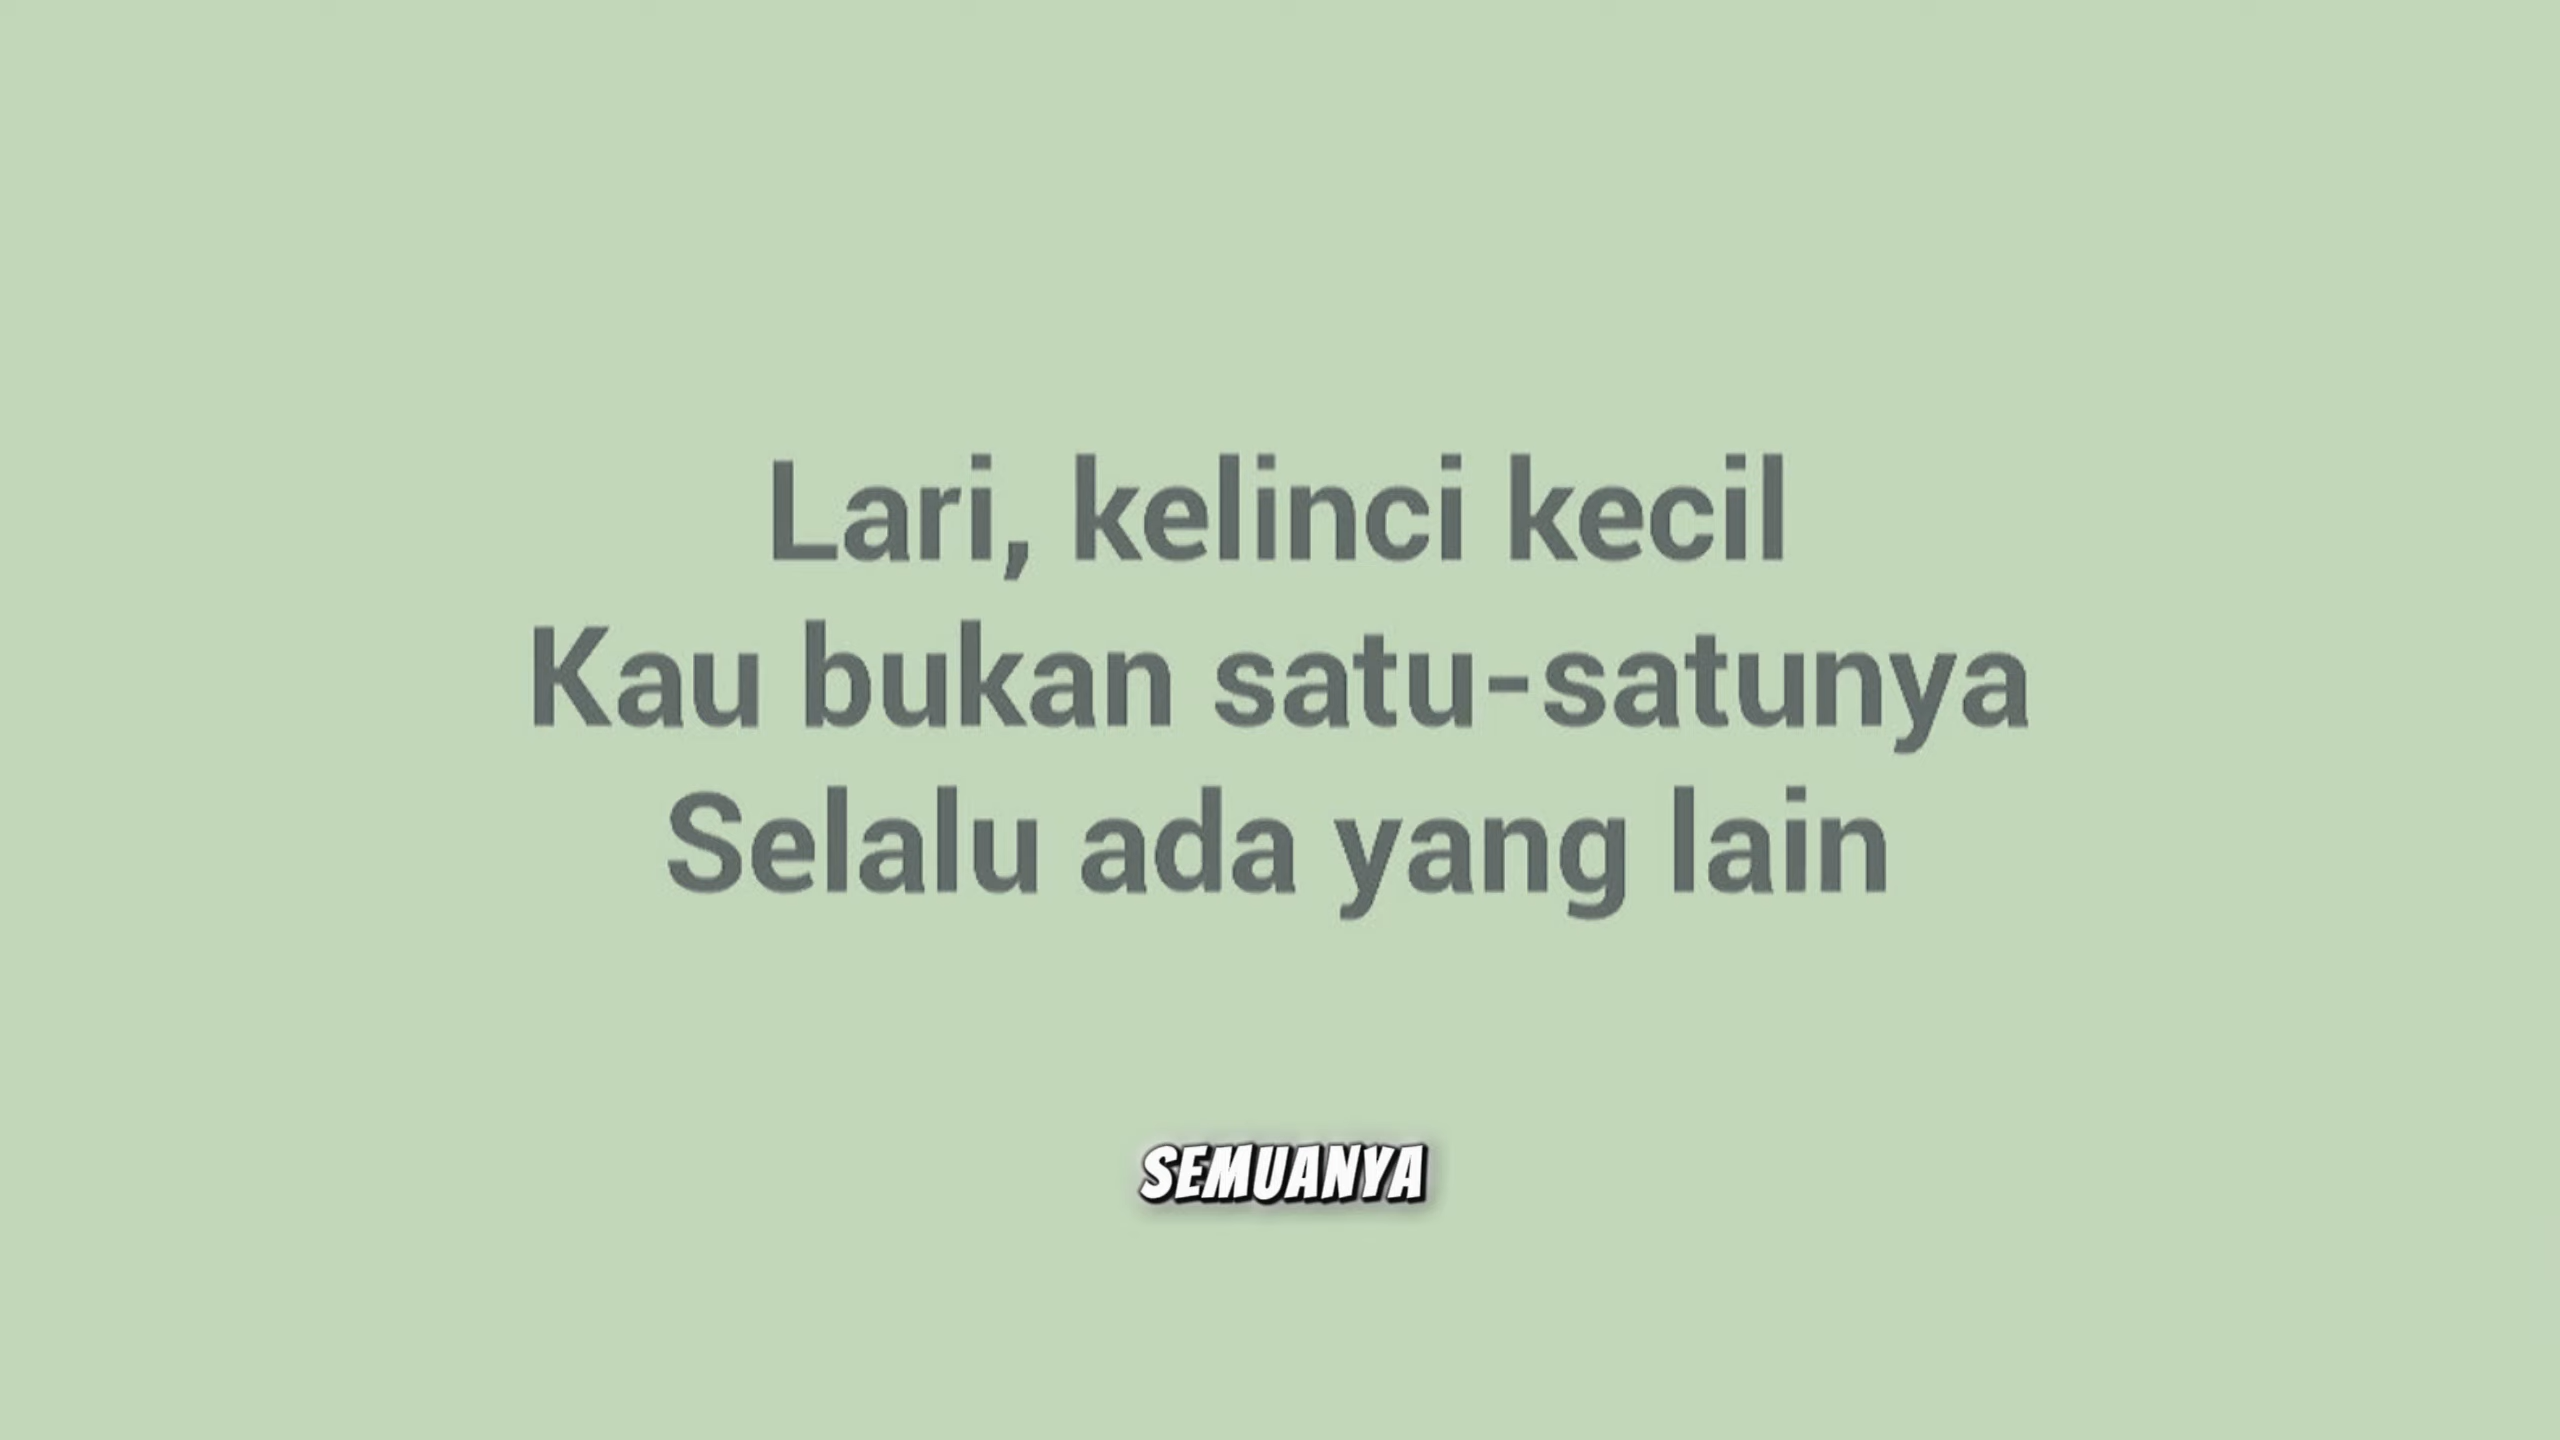 Lari, kelinci kecil
Kau bukan satu-satunya
Selalu ada yang lain
SEMUANYA